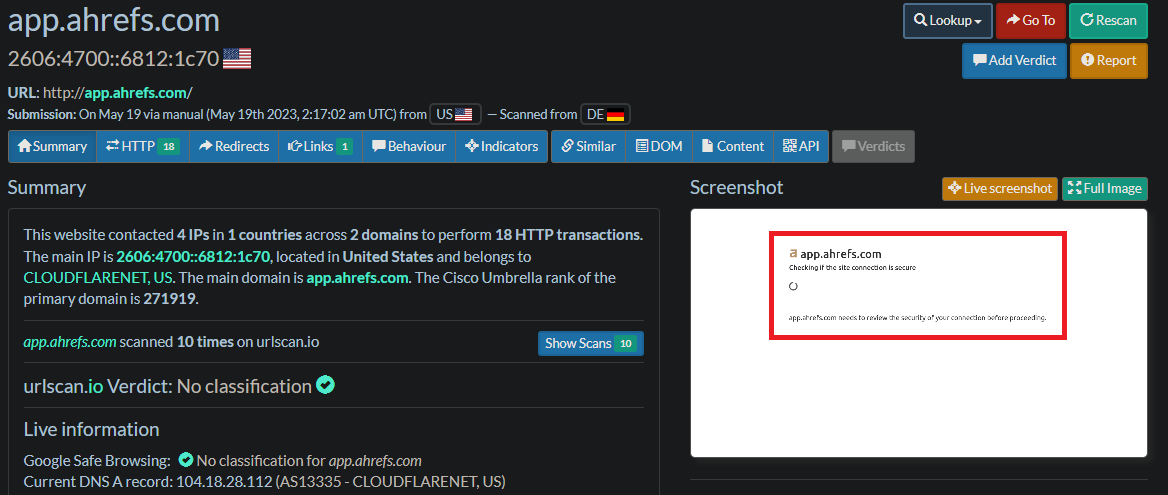 app.ahrefs.com
Lookup
Go To
Rescan
2606:4700::6812:1c70
Add Verdict
Report
URL: http://app.ahrefs.com/
Submission: On May 19 via manual (May 19th 2023, 2:17:02 am UTC) from US — Scanned from DE
Summary HTTP 18 Redirects Links 1 Behaviour Indicators Similar DOM Content API Verdicts
Summary
This website contacted 4 IPs in 1 countries across 2 domains to perform 18 HTTP transactions.
The main IP is 2606:4700::6812:1c70, located in United States and belongs to
CLOUDFLARENET, US. The main domain is app.ahrefs.com. The Cisco Umbrella rank of the
primary domain is 271919.
app.ahrefs.com scanned 10 times on urlscan.io
Show Scans 10
urlscan.io Verdict: No classification
Live information
Google Safe Browsing: No classification for app.ahrefs.com
Current DNS A record: 104.18.28.112 (AS13335 - CLOUDFLARENET, US)
Screenshot
Live screenshot
Full Image
a app.ahrefs.com
Checking if the site connection is secure
app.ahrefs.com needs to review the security of your connection before proceeding.